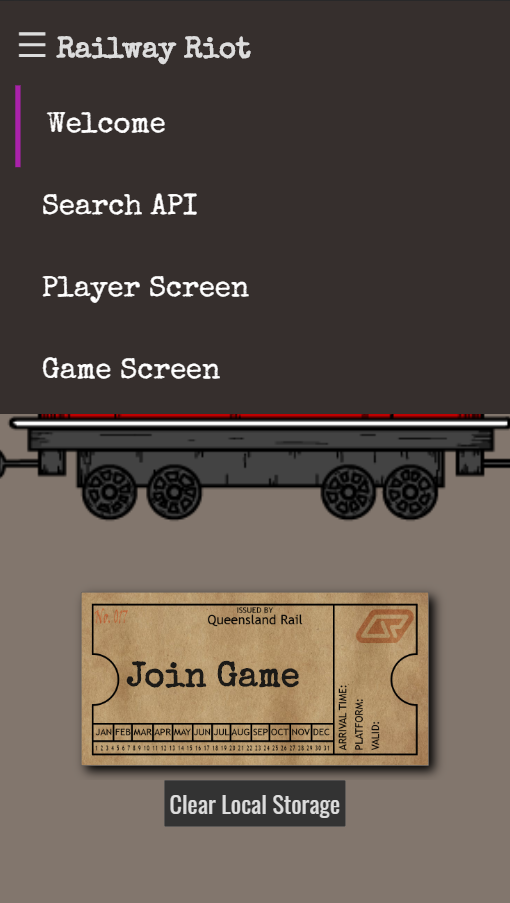 ☰ Railway Riot
Welcome
Search API
Player Screen
Game Screen
ISSUED BY
Queensland Rail
Join Game
ARRIVAL TIME:
PLATFORM:
VALID:
JAN FEB MAR APR MAY JUN JUL AUG SEP OCT NOV DEC
1 2 3 4 5 6 7 8 9 10 11 12 13 14 15 16 17 18 19 20 21 22 23 24 25 26 27 28 29 30 31
Clear Local Storage